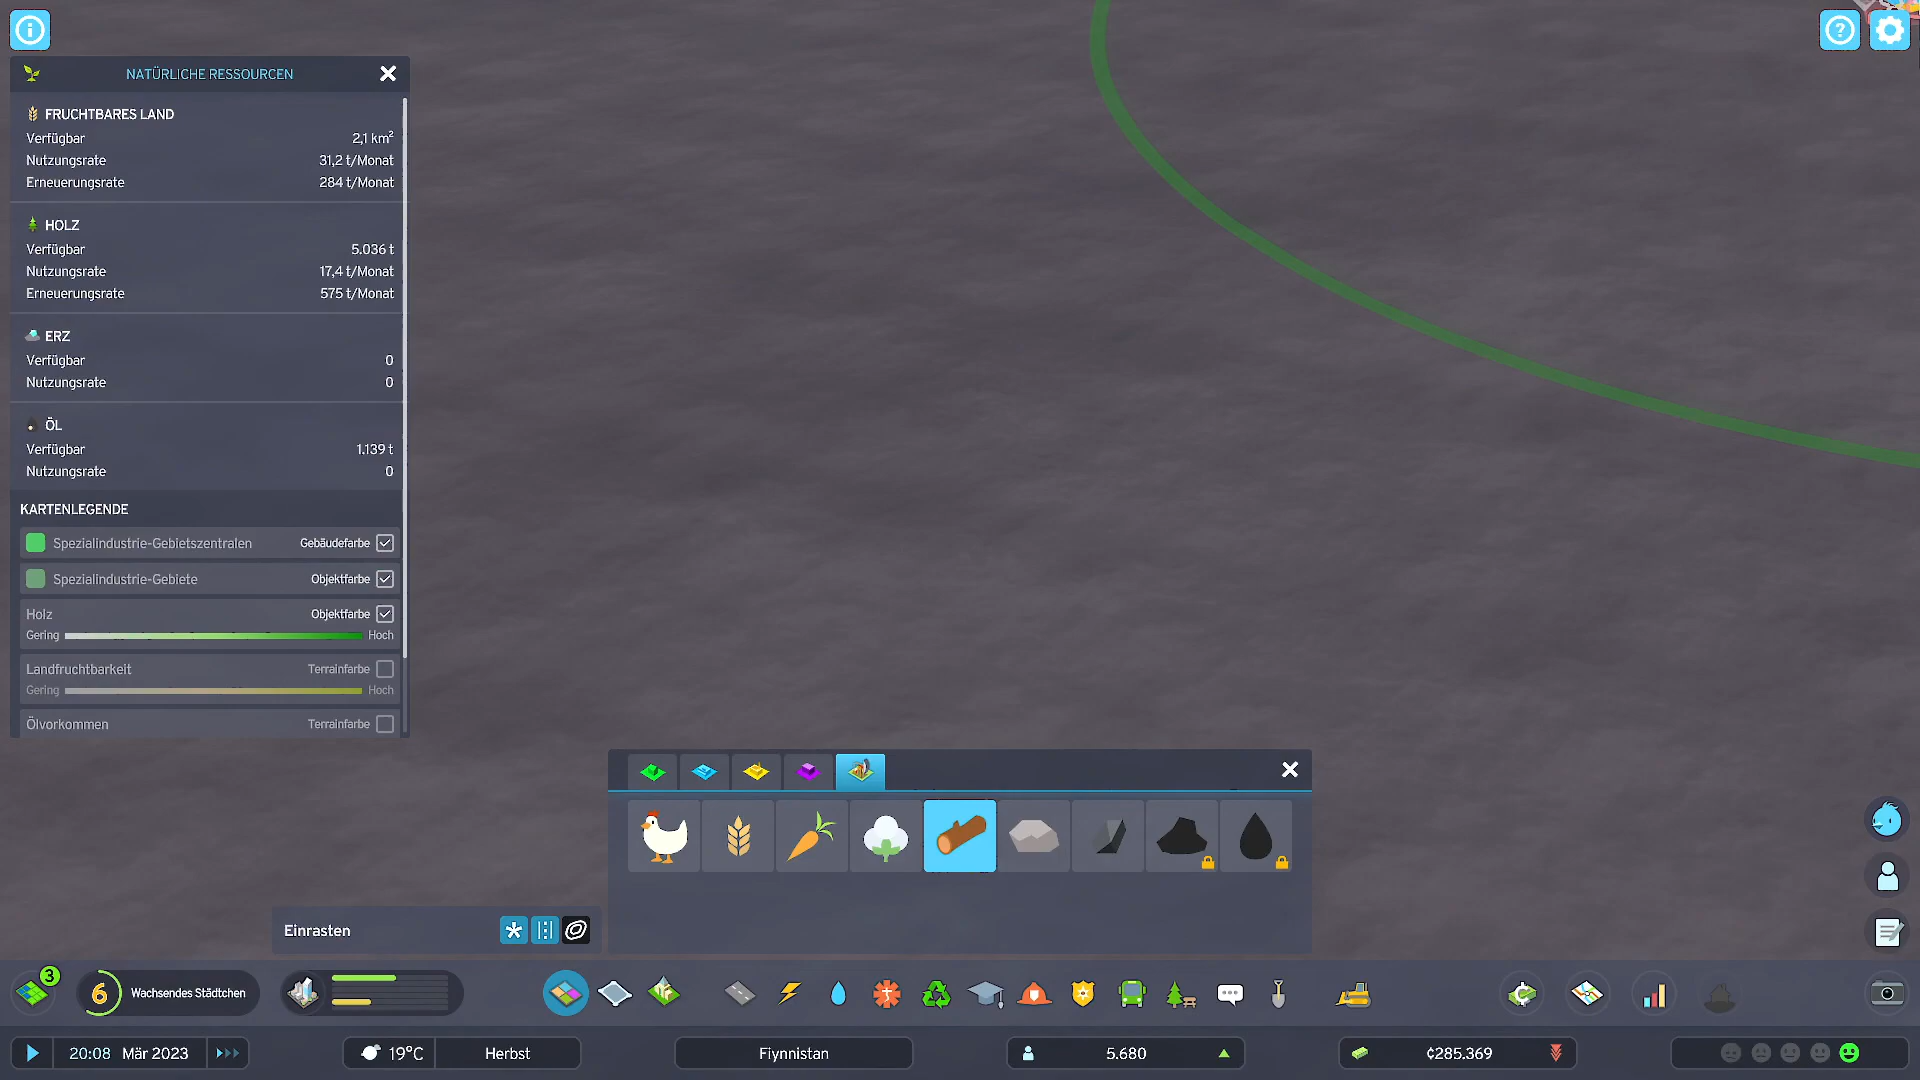 NATÜRLICHE RESSOURCEN
FRUCHTBARES LAND
Verfügbar 2,1 km²
Nutzungsrate 31,2 t/Monat
Erneuerungsrate 284 t/Monat
HOLZ
Verfügbar 5.036 t
Nutzungsrate 17,4 t/Monat
Erneuerungsrate 575 t/Monat
ERZ
Verfügbar 0
Nutzungsrate 0
ÖL
Verfügbar 1.139 t
Nutzungsrate 0
KARTENLEGENDE
Spezialindustrie-Gebietszentralen Gebäudefarbe
Spezialindustrie-Gebiete Objektfarbe
Holz Objektfarbe
Gering Hoch
Landfruchtbarkeit Terrainfarbe
Gering Hoch
Ölvorkommen Terrainfarbe
Einrasten
3
6 Wachsendes Städtchen
20:08 Mär 2023 19°C Herbst Fiynnistan 5.680 ¢285.369